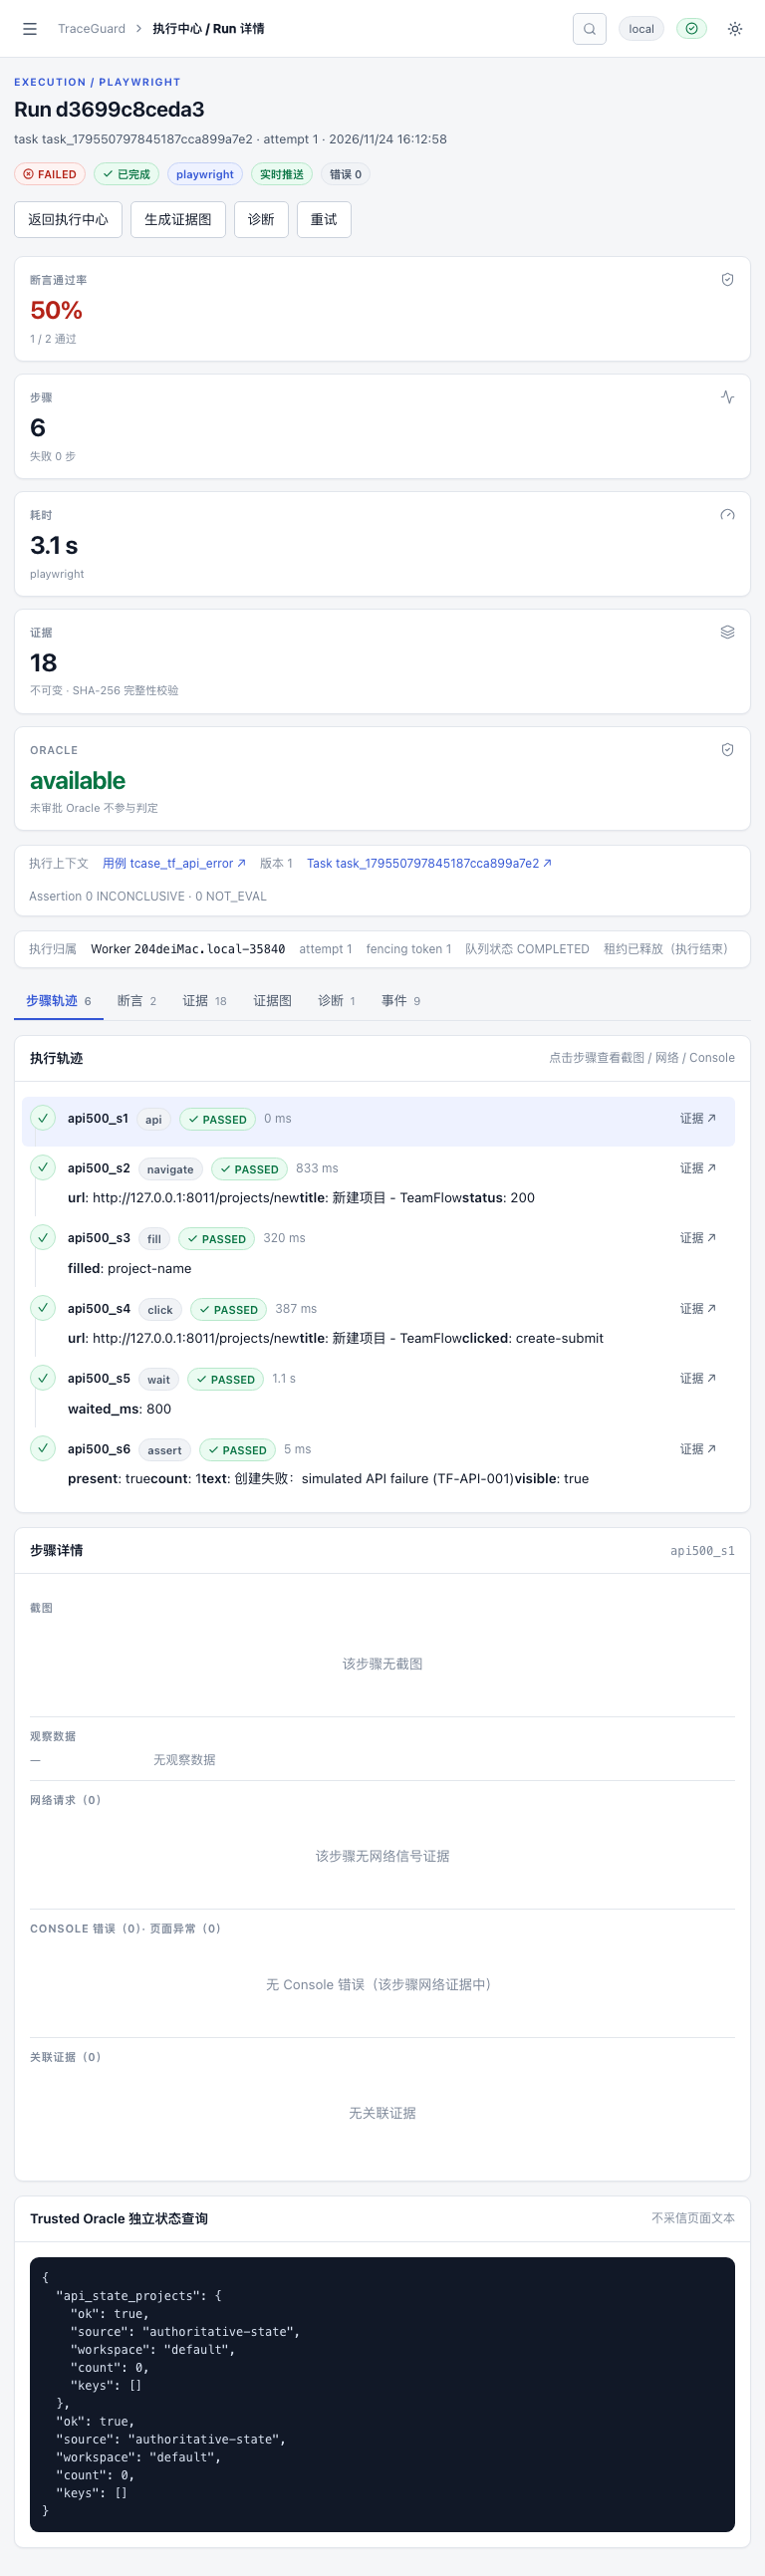 TraceGuard > 执行中心 / Run 详情 local
EXECUTION / PLAYWRIGHT
Run d3699c8ceda3
task task_179550797845187cca899a7e2 · attempt 1 · 2026/11/24 16:12:58
FAILED 已完成 playwright 实时推送 错误 0
返回执行中心 生成证据图 诊断 重试
断言通过率
50%
1 / 2 通过
步骤
6
失败 0 步
耗时
3.1 s
playwright
证据
18
不可变 · SHA-256 完整性校验
ORACLE
available
未审批 Oracle 不参与判定
执行上下文 用例 tcase_tf_api_error ↗ 版本 1 Task task_179550797845187cca899a7e2 ↗
Assertion 0 INCONCLUSIVE · 0 NOT_EVAL
执行归属 Worker 204deiMac.local-35840 attempt 1 fencing token 1 队列状态 COMPLETED 租约已释放（执行结束）
步骤轨迹 6 断言 2 证据 18 证据图 诊断 1 事件 9
执行轨迹 点击步骤查看截图 / 网络 / Console
api500_s1 api PASSED 0 ms 证据 ↗
api500_s2 navigate PASSED 833 ms 证据 ↗
url: http://127.0.0.1:8011/projects/newtitle: 新建项目 - TeamFlowstatus: 200
api500_s3 fill PASSED 320 ms 证据 ↗
filled: project-name
api500_s4 click PASSED 387 ms 证据 ↗
url: http://127.0.0.1:8011/projects/newtitle: 新建项目 - TeamFlowclicked: create-submit
api500_s5 wait PASSED 1.1 s 证据 ↗
waited_ms: 800
api500_s6 assert PASSED 5 ms 证据 ↗
present: truecount: 1text: 创建失败：simulated API failure (TF-API-001)visible: true
步骤详情 api500_s1
截图
该步骤无截图
观察数据
— 无观察数据
网络请求（0）
该步骤无网络信号证据
CONSOLE 错误（0）· 页面异常（0）
无 Console 错误（该步骤网络证据中）
关联证据（0）
无关联证据
Trusted Oracle 独立状态查询 不采信页面文本
{
"api_state_projects": {
"ok": true,
"source": "authoritative-state",
"workspace": "default",
"count": 0,
"keys": []
},
"ok": true,
"source": "authoritative-state",
"workspace": "default",
"count": 0,
"keys": []
}